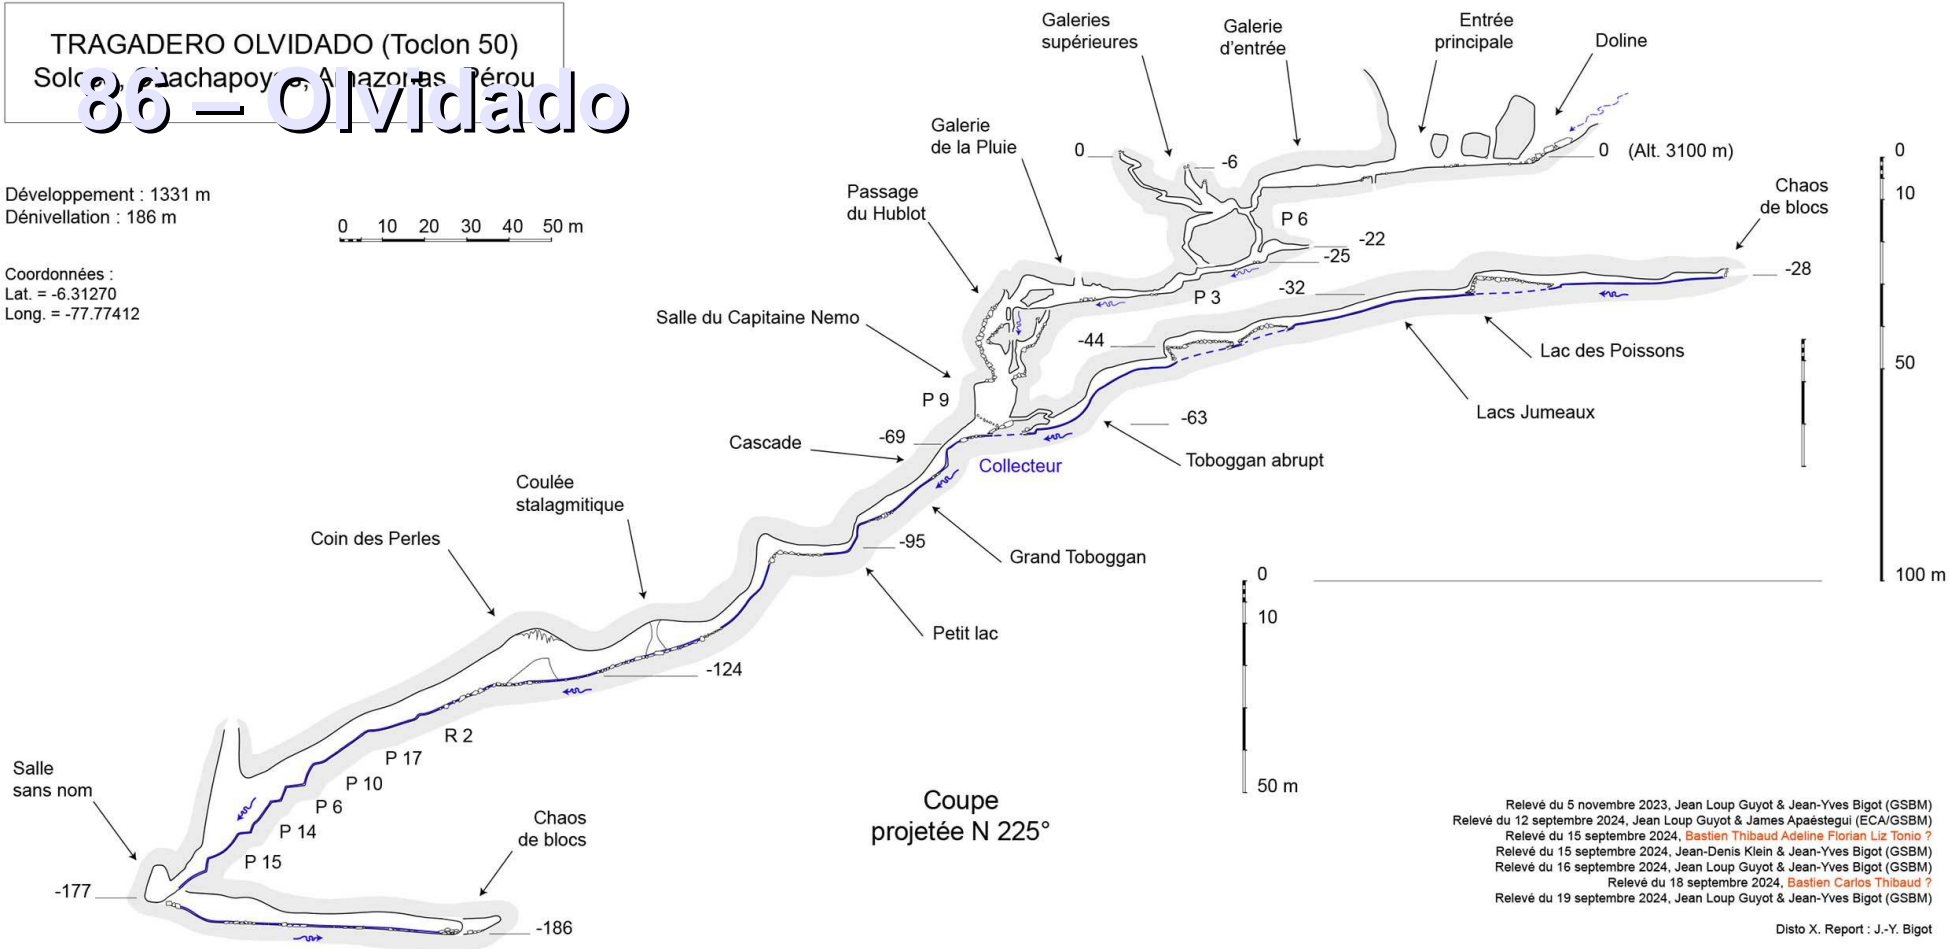 TRAGADERO OLVIDADO (Toclon 50)
Soloco, Chachapoyas, Amazonas, Pérou
86 – Olvidado
Développement : 1331 m
Dénivellation : 186 m
0 10 20 30 40 50 m
Coordonnées :
Lat. = -6.31270
Long. = -77.77412
Galeries
supérieures
Galerie
d'entrée
Entrée
principale
Doline
Galerie
de la Pluie
0
-6
0 (Alt. 3100 m)
0
10
50
100 m
Passage
du Hublot
P 6
-22
-25
Chaos
de blocs
-28
-32
P 3
Salle du Capitaine Nemo
-44
Lac des Poissons
Lacs Jumeaux
P 9
-63
Cascade
-69
Toboggan abrupt
Collecteur
Coulée
stalagmitique
Coin des Perles
-95
Grand Toboggan
Petit lac
0
10
50 m
-124
R 2
P 17
P 10
P 6
P 14
P 15
Salle
sans nom
-177
Chaos
de blocs
-186
Coupe
projetée N 225°
Relevé du 5 novembre 2023, Jean Loup Guyot & Jean-Yves Bigot (GSBM)
Relevé du 12 septembre 2024, Jean Loup Guyot & James Apaéstegui (ECA/GSBM)
Relevé du 15 septembre 2024, Bastien Thibaud Adeline Florian Liz Tonio ?
Relevé du 15 septembre 2024, Jean-Denis Klein & Jean-Yves Bigot (GSBM)
Relevé du 16 septembre 2024, Jean Loup Guyot & Jean-Yves Bigot (GSBM)
Relevé du 18 septembre 2024, Bastien Carlos Thibaud ?
Relevé du 19 septembre 2024, Jean Loup Guyot & Jean-Yves Bigot (GSBM)
Disto X. Report : J.-Y. Bigot